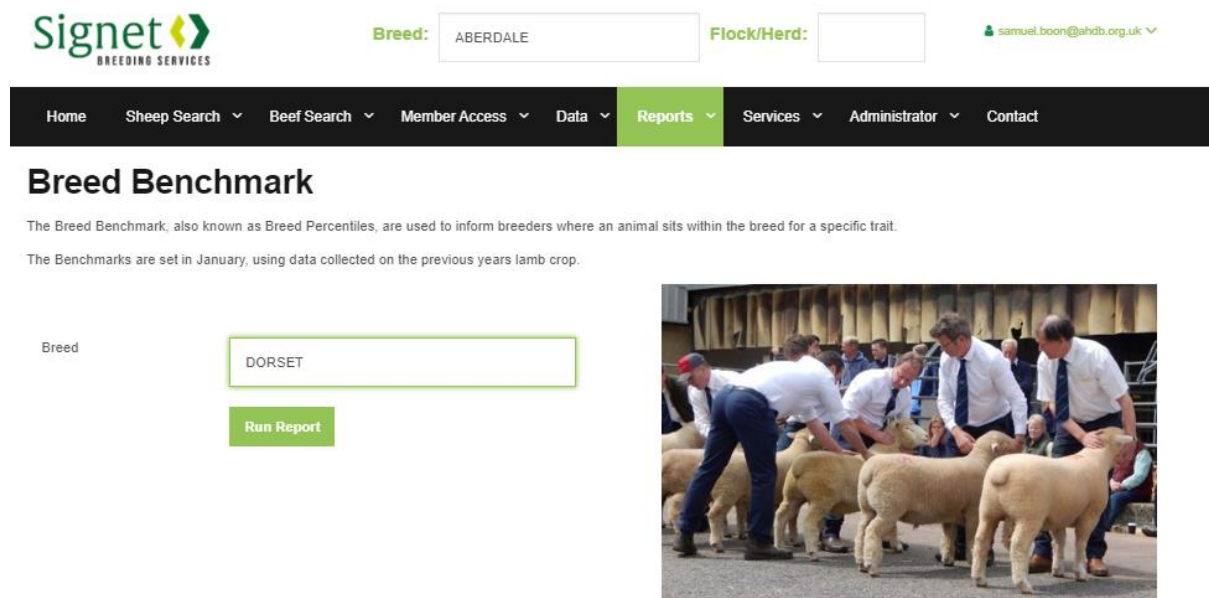 Signet
BREEDING SERVICES
Breed: ABERDALE Flock/Herd: samuel.boon@ahdb.org.uk
Home Sheep Search Beef Search Member Access Data Reports Services Administrator Contact
Breed Benchmark
The Breed Benchmark, also known as Breed Percentiles, are used to inform breeders where an animal sits within the breed for a specific trait.
The Benchmarks are set in January, using data collected on the previous years lamb crop.
Breed DORSET
Run Report